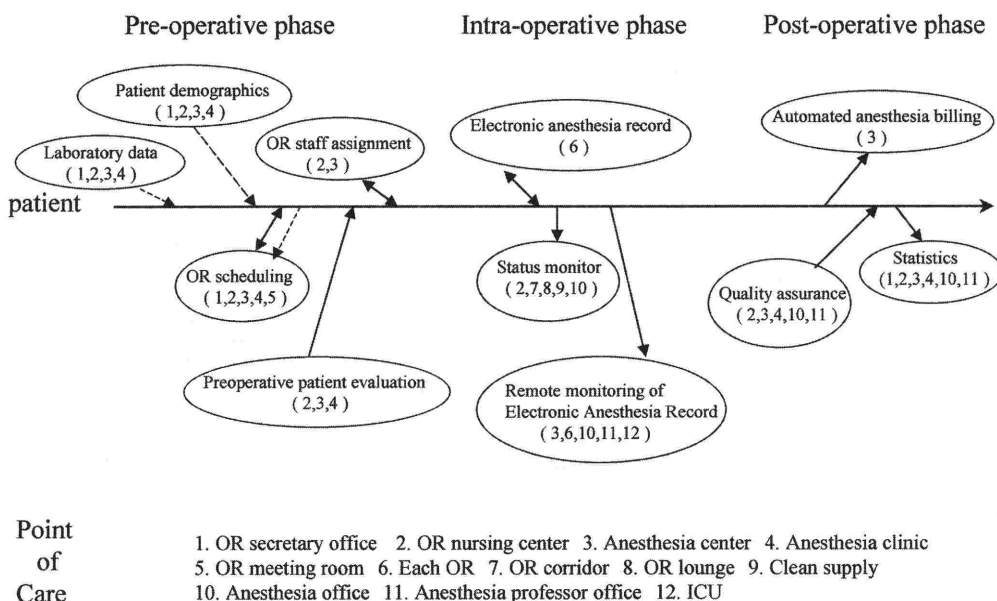 Pre-operative phase
Intra-operative phase
Post-operative phase
Patient demographics
( 1,2,3,4 )
Laboratory data
( 1,2,3,4 )
OR staff assignment
( 2,3 )
Electronic anesthesia record
( 6 )
Automated anesthesia billing
( 3 )
patient
OR scheduling
( 1,2,3,4,5 )
Status monitor
( 2,7,8,9,10 )
Quality assurance
( 2,3,4,10,11 )
Statistics
(1,2,3,4,10,11 )
Preoperative patient evaluation
( 2,3,4 )
Remote monitoring of
Electronic Anesthesia Record
( 3,6,10,11,12 )
Point
of
Care
1. OR secretary office 2. OR nursing center 3. Anesthesia center 4. Anesthesia clinic
5. OR meeting room 6. Each OR 7. OR corridor 8. OR lounge 9. Clean supply
10. Anesthesia office 11. Anesthesia professor office 12. ICU